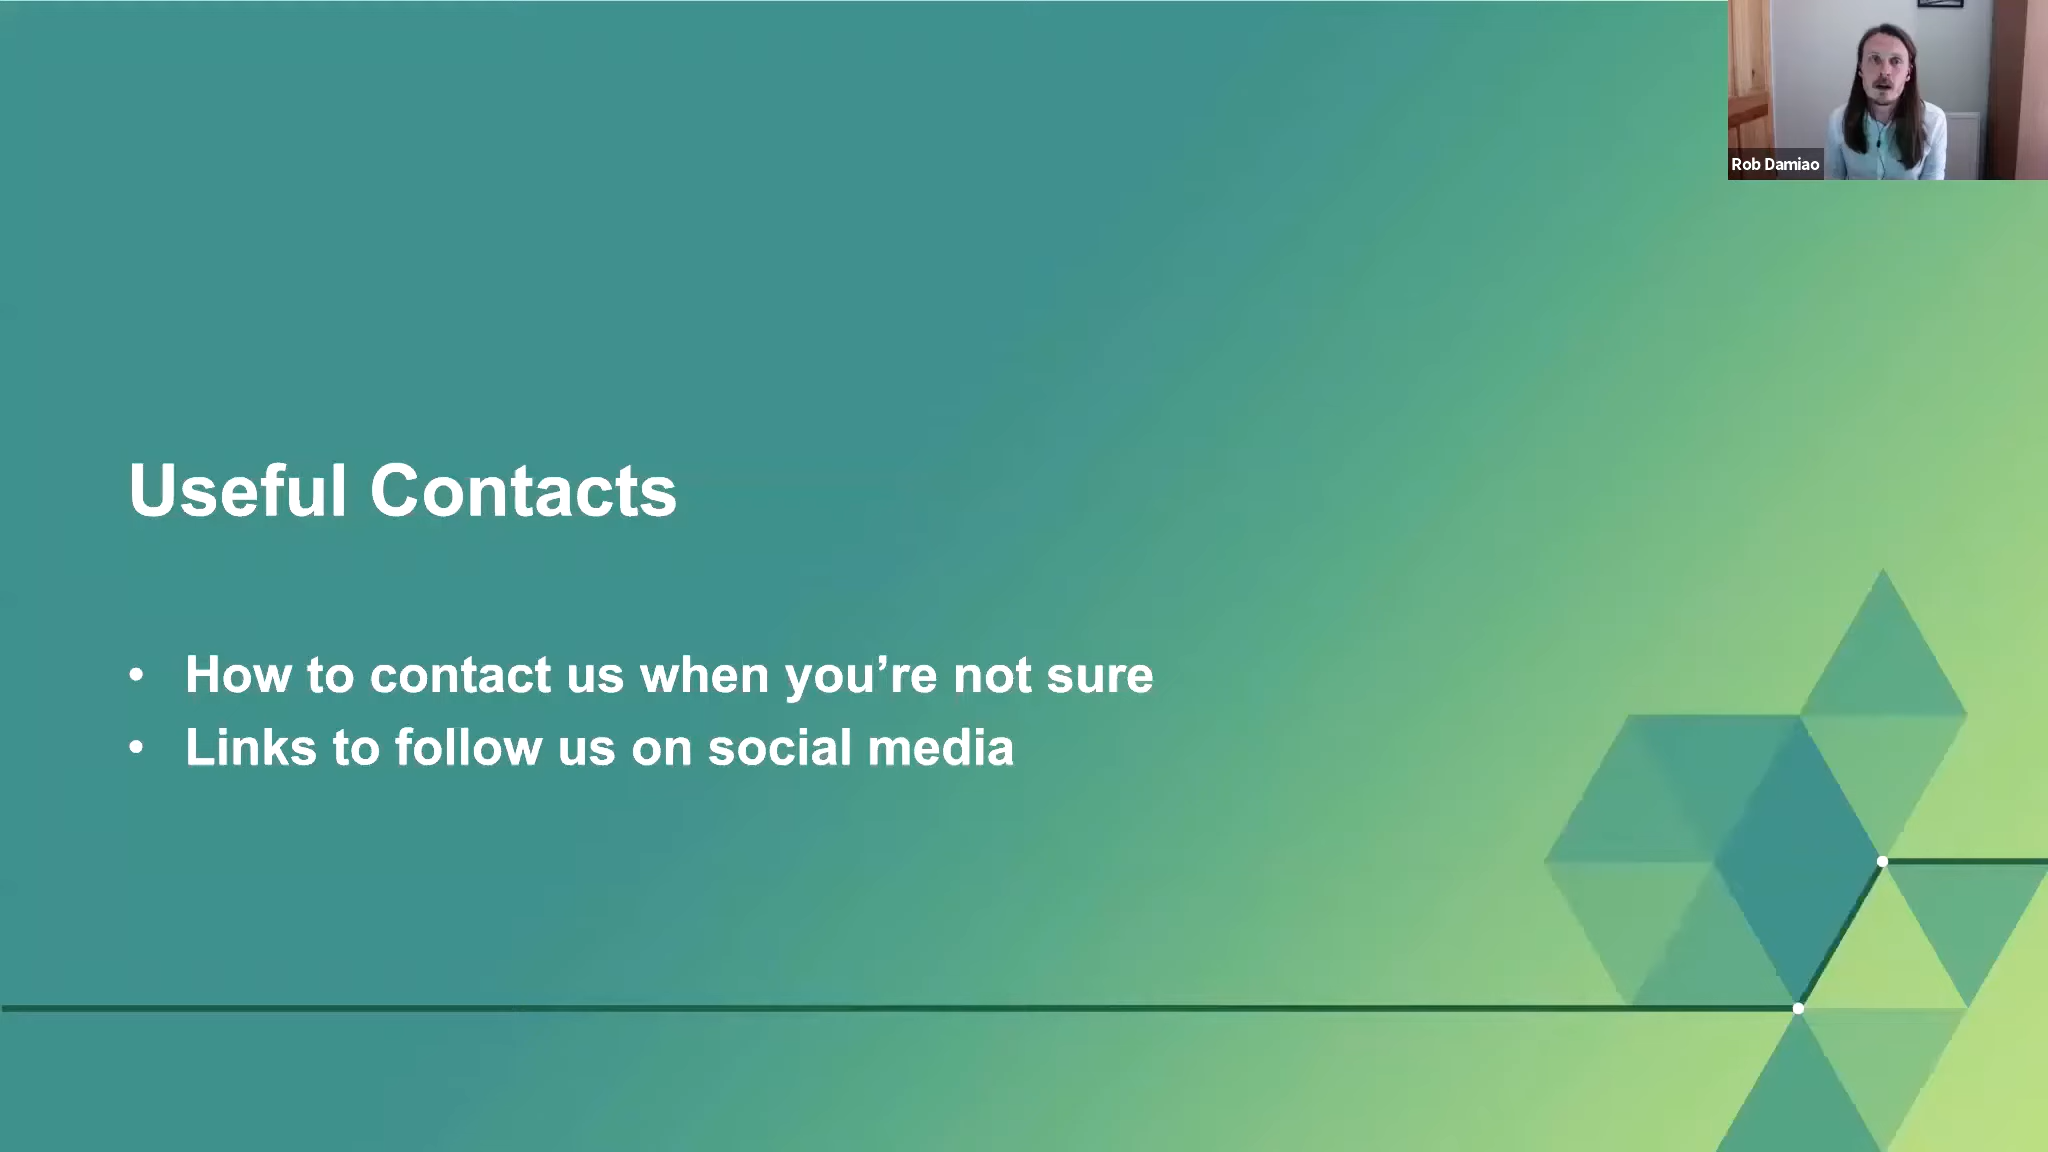 Rob Damiao
Useful Contacts
• How to contact us when you’re not sure
• Links to follow us on social media